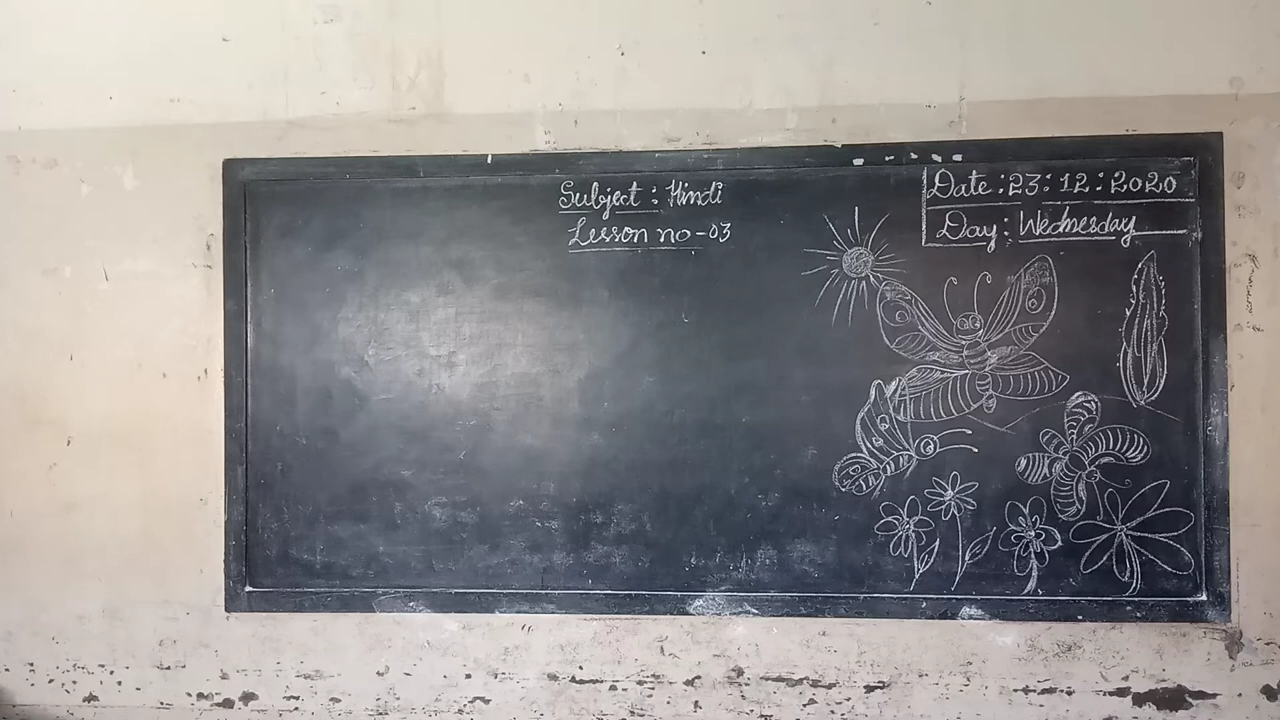 Subject : Hindi
Lesson no-03
Date : 23 : 12 : 2020
Day : Wednesday